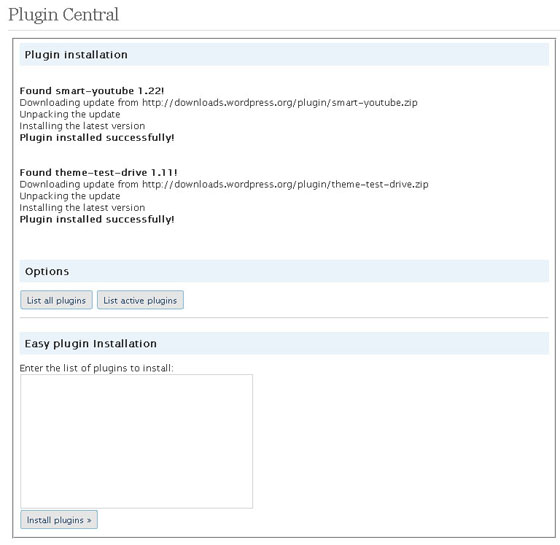 Plugin Central
Plugin installation
Found smart-youtube 1.22!
Downloading update from http://downloads.wordpress.org/plugin/smart-youtube.zip
Unpacking the update
Installing the latest version
Plugin installed successfully!
Found theme-test-drive 1.11!
Downloading update from http://downloads.wordpress.org/plugin/theme-test-drive.zip
Unpacking the update
Installing the latest version
Plugin installed successfully!
Options
List all plugins List active plugins
Easy plugin Installation
Enter the list of plugins to install:
Install plugins »